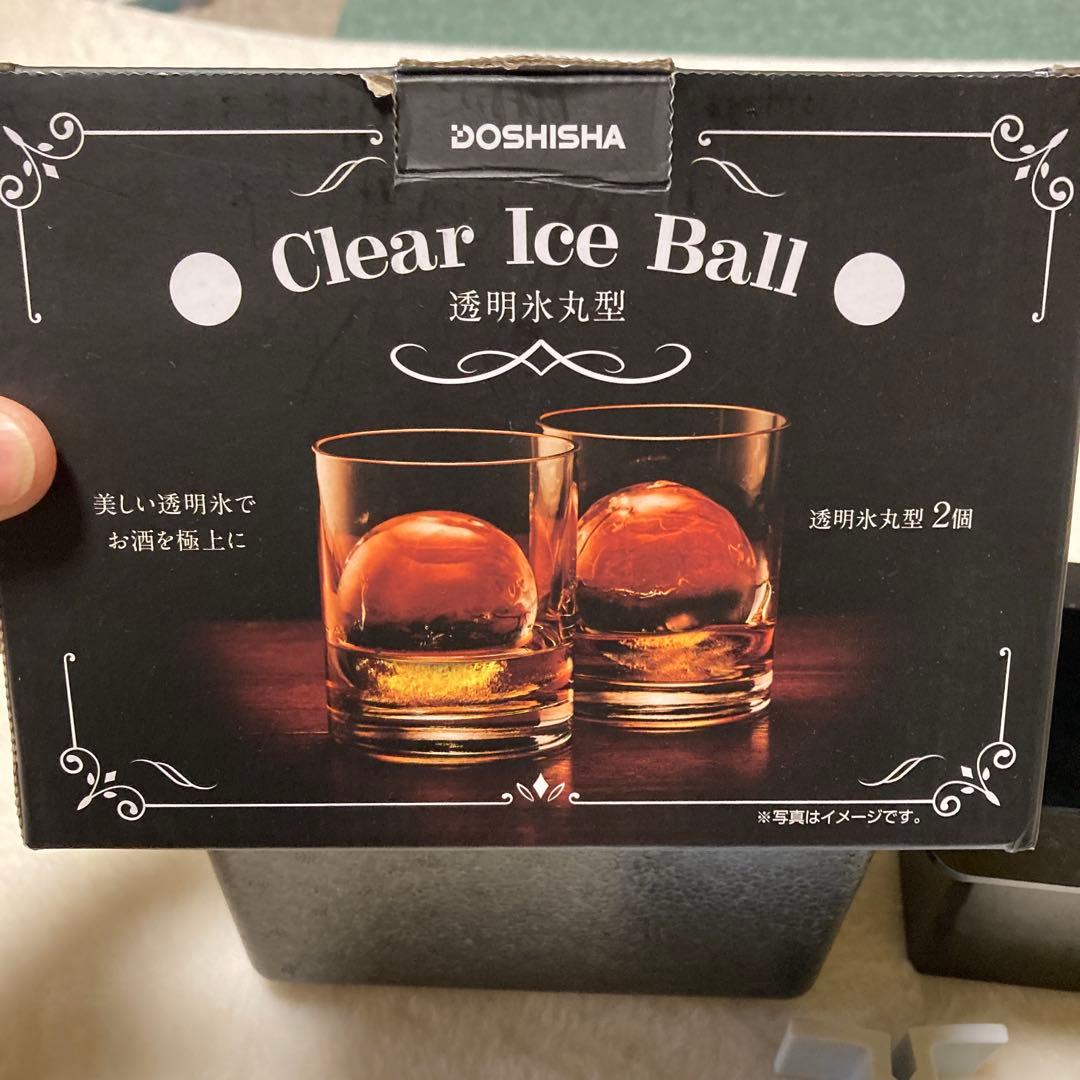 DOSHISHA
Clear Ice Ball
透明氷丸型
美しい透明氷で
お酒を極上に
透明氷丸型 2個
※写真はイメージです。